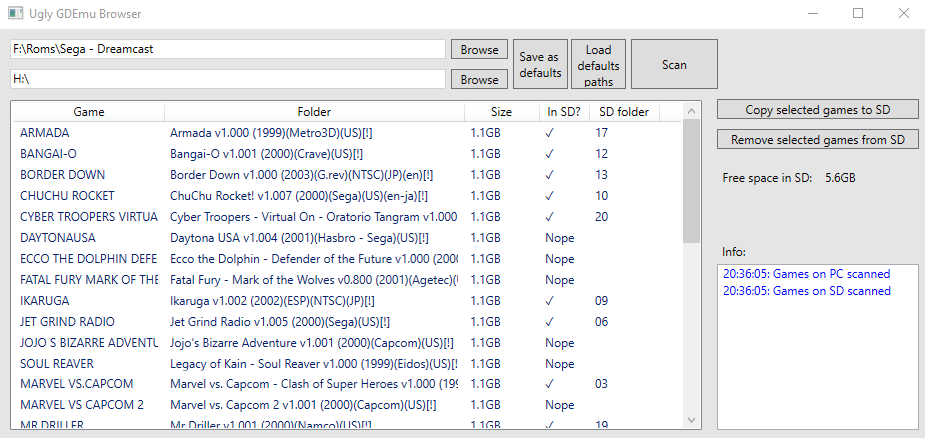 Ugly GDEmu Browser
F:\Roms\Sega - Dreamcast
Browse
Save as defaults
Load defaults paths
Scan
H:\
Browse
Game Folder Size In SD? SD folder
ARMADA Armada v1.000 (1999)(Metro3D)(US)[!] 1.1GB ✓ 17
BANGAI-O Bangai-O v1.001 (2000)(Crave)(US)[!] 1.1GB ✓ 12
BORDER DOWN Border Down v1.000 (2003)(G.rev)(NTSC)(JP)(en)[!] 1.1GB ✓ 13
CHUCHU ROCKET ChuChu Rocket! v1.007 (2000)(Sega)(US)(en-ja)[!] 1.1GB ✓ 10
CYBER TROOPERS VIRTUA Cyber Troopers - Virtual On - Oratorio Tangram v1.000 1.1GB ✓ 20
DAYTONAUSA Daytona USA v1.004 (2001)(Hasbro - Sega)(US)[!] 1.1GB Nope
ECCO THE DOLPHIN DEFE Ecco the Dolphin - Defender of the Future v1.000 (2000 1.1GB Nope
FATAL FURY MARK OF THE Fatal Fury - Mark of the Wolves v0.800 (2001)(Agetec)( 1.1GB Nope
IKARUGA Ikaruga v1.002 (2002)(ESP)(NTSC)(JP)[!] 1.1GB ✓ 09
JET GRIND RADIO Jet Grind Radio v1.005 (2000)(Sega)(US)[!] 1.1GB ✓ 06
JOJO S BIZARRE ADVENTU Jojo's Bizarre Adventure v1.001 (2000)(Capcom)(US)[!] 1.1GB Nope
SOUL REAVER Legacy of Kain - Soul Reaver v1.000 (1999)(Eidos)(US)[!] 1.1GB Nope
MARVEL VS.CAPCOM Marvel vs. Capcom - Clash of Super Heroes v1.000 (199 1.1GB ✓ 03
MARVEL VS CAPCOM 2 Marvel vs. Capcom 2 v1.001 (2000)(Capcom)(US)[!] 1.1GB Nope
MR DRILLER Mr Driller v1.001 (2000)(Namco)(US)[!] 1.1GB ✓ 19
Copy selected games to SD
Remove selected games from SD
Free space in SD: 5.6GB
Info:
20:36:05: Games on PC scanned
20:36:05: Games on SD scanned